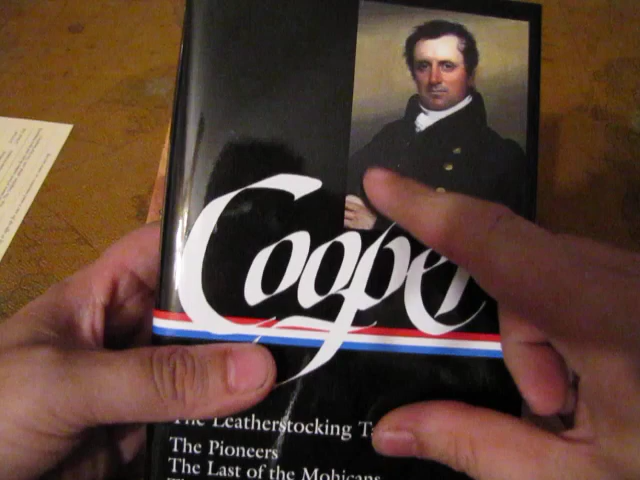 Cooper
The Leatherstocking T
The Pioneers
The Last of the Mohicans